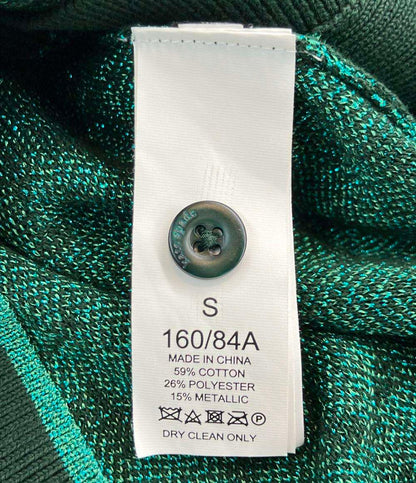 S
160/84A
MADE IN CHINA
59% COTTON
26% POLYESTER
15% METALLIC
DRY CLEAN ONLY